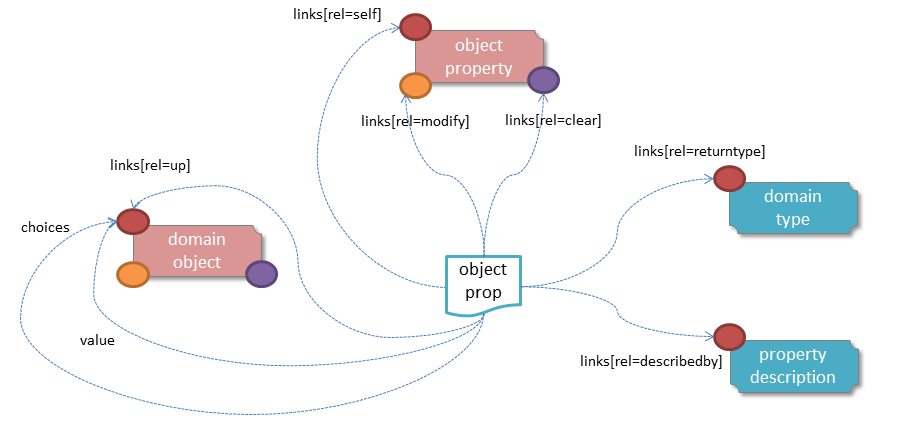 links[rel=self]
object
property
links[rel=modify]
links[rel=clear]
links[rel=returntype]
links[rel=up]
domain
type
choices
domain
object
object
prop
value
links[rel=describedby]
property
description